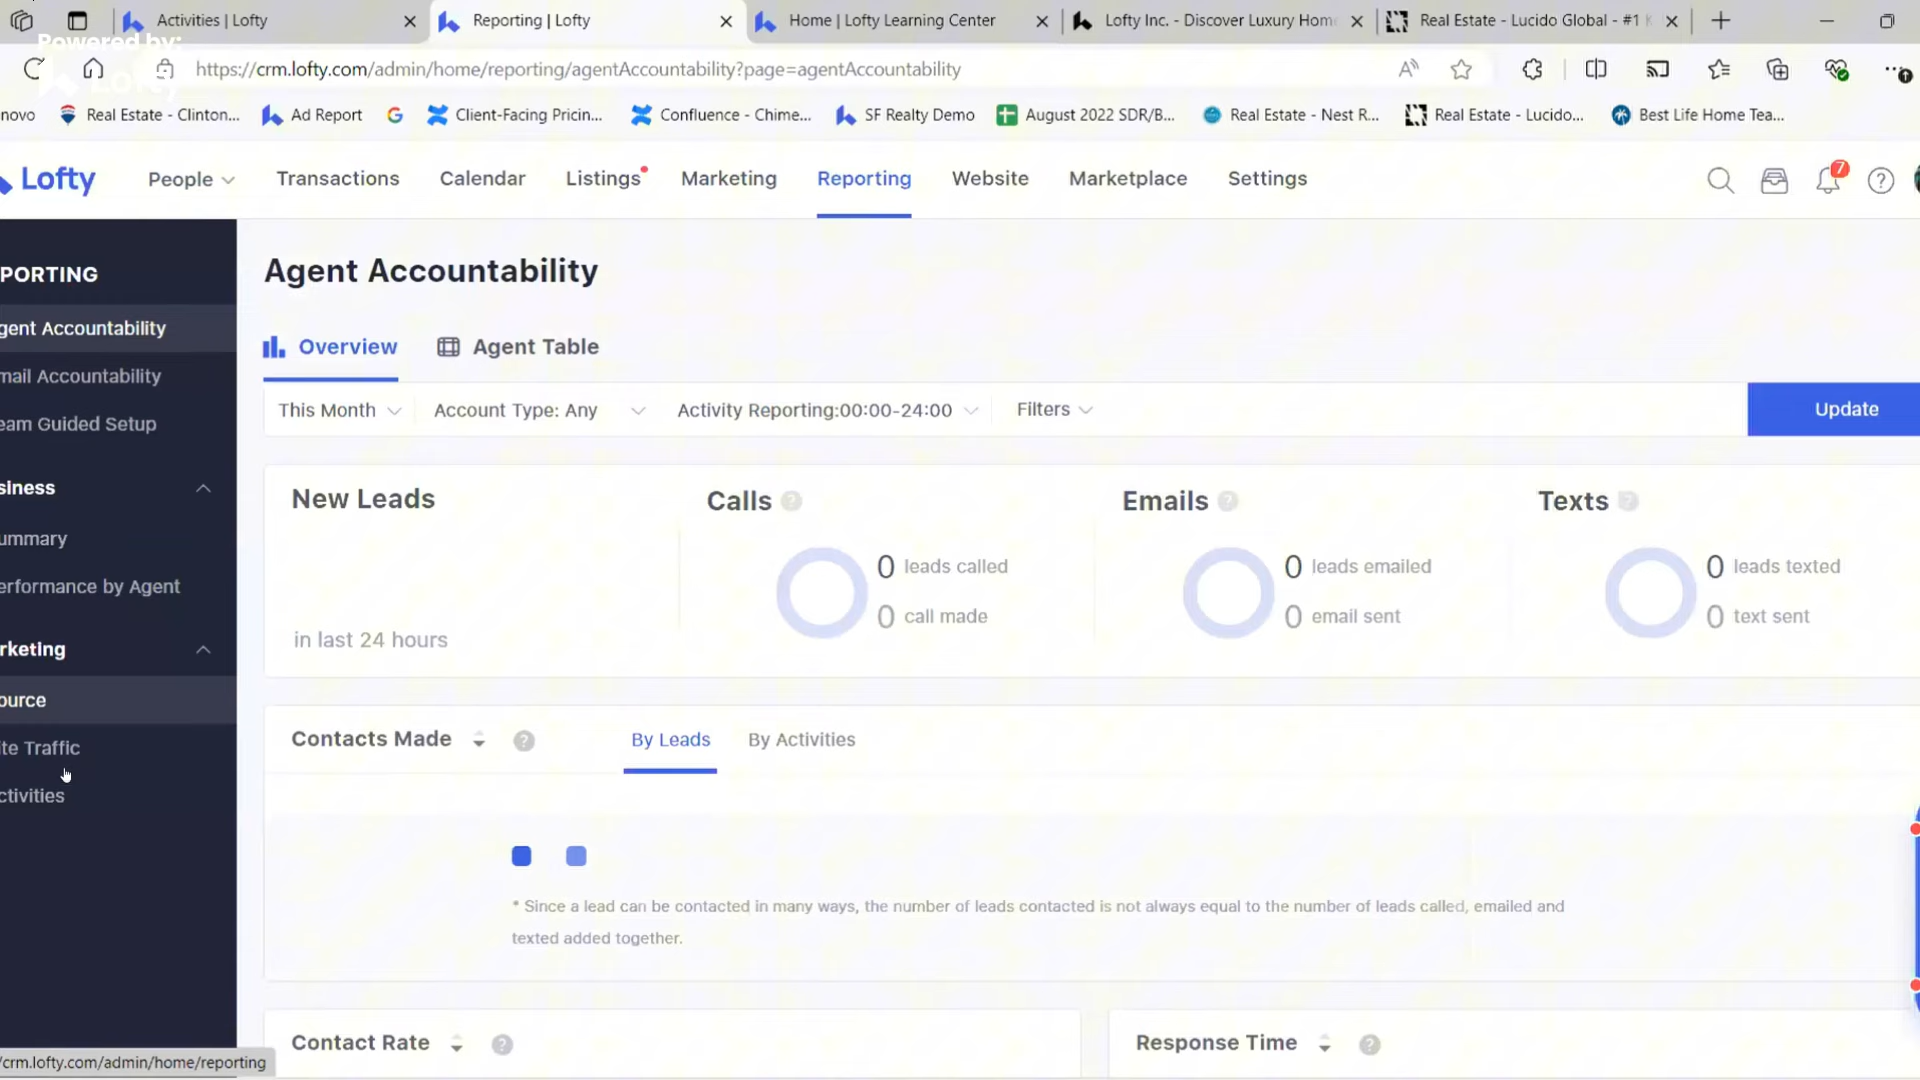 Activities | Lofty
Reporting | Lofty
Home | Lofty Learning Center
Lofty Inc. - Discover Luxury Hom
Real Estate - Lucido Global - #1 K
Powered by:
Lofty
https://crm.lofty.com/admin/home/reporting/agentAccountability?page=agentAccountability
novo
Real Estate - Clinton...
Ad Report
Client-Facing Pricin...
Confluence - Chime...
SF Realty Demo
August 2022 SDR/B...
Real Estate - Nest R...
Real Estate - Lucido...
Best Life Home Tea...
Lofty
People
Transactions
Calendar
Listings
Marketing
Reporting
Website
Marketplace
Settings
7
PORTING
gent Accountability
mail Accountability
eam Guided Setup
siness
ummary
erformance by Agent
rketing
ource
ite Traffic
ctivities
Agent Accountability
Overview
Agent Table
This Month
Account Type: Any
Activity Reporting:00:00-24:00
Filters
Update
New Leads
in last 24 hours
Calls
0 leads called
0 call made
Emails
0 leads emailed
0 email sent
Texts
0 leads texted
0 text sent
Contacts Made
By Leads
By Activities
* Since a lead can be contacted in many ways, the number of leads contacted is not always equal to the number of leads called, emailed and
texted added together.
Contact Rate
Response Time
/crm.lofty.com/admin/home/reporting